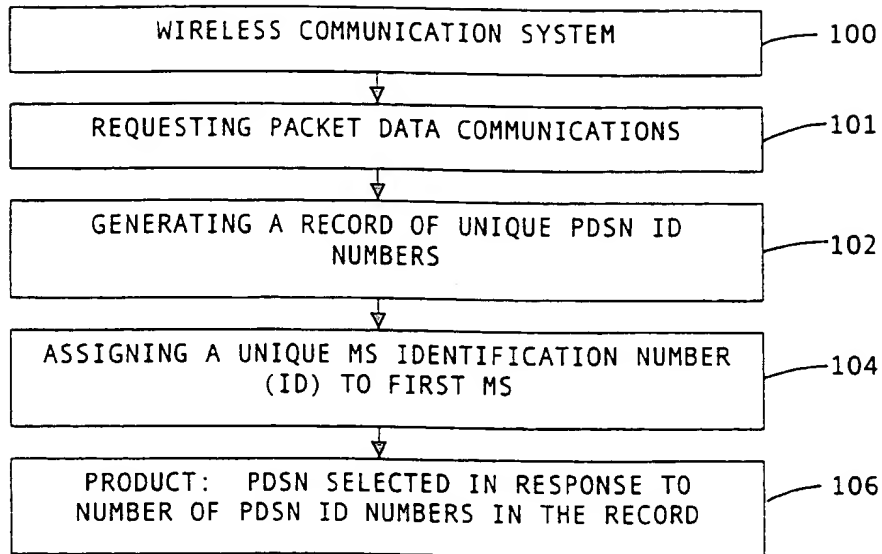 WIRELESS COMMUNICATION SYSTEM
100
REQUESTING PACKET DATA COMMUNICATIONS
101
GENERATING A RECORD OF UNIQUE PDSN ID
NUMBERS
102
ASSIGNING A UNIQUE MS IDENTIFICATION NUMBER
(ID) TO FIRST MS
104
PRODUCT: PDSN SELECTED IN RESPONSE TO
NUMBER OF PDSN ID NUMBERS IN THE RECORD
106